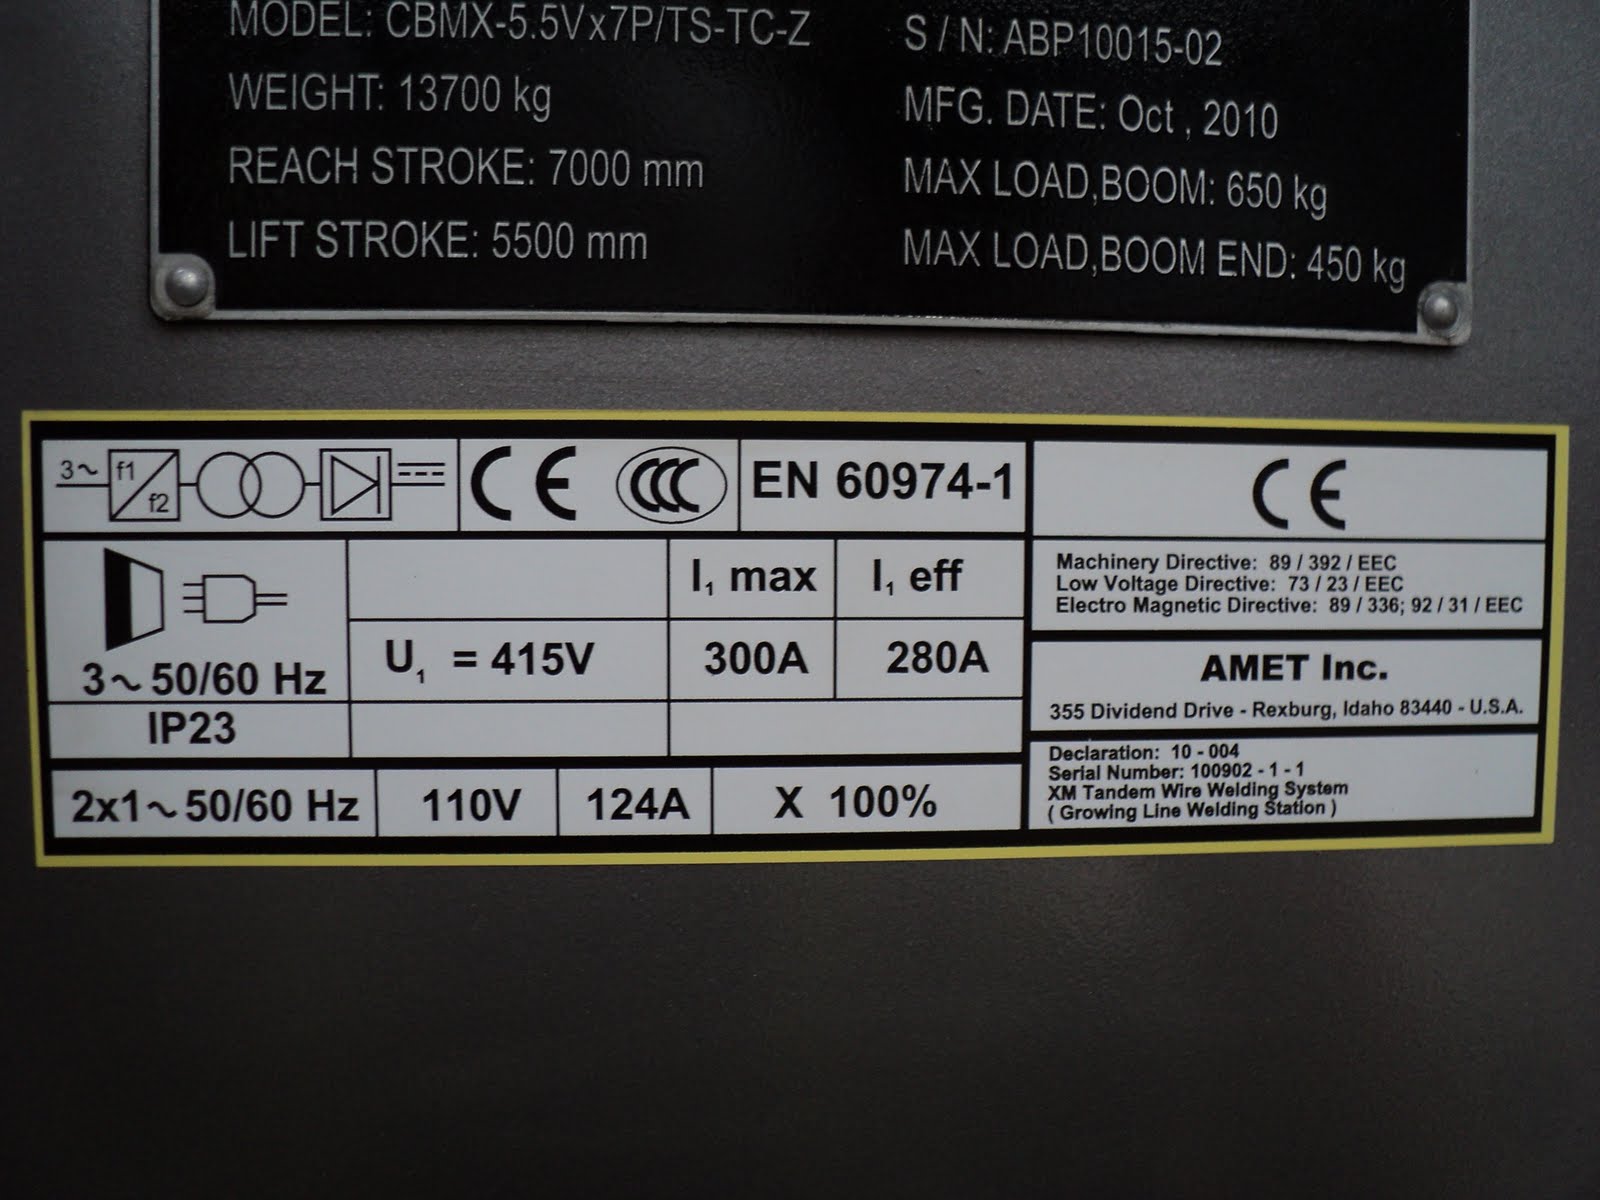 MODEL: CBMX-5.5Vx7P/TS-TC-Z
WEIGHT: 13700 kg
REACH STROKE: 7000 mm
LIFT STROKE: 5500 mm
S / N: ABP10015-02
MFG. DATE: Oct , 2010
MAX LOAD,BOOM: 650 kg
MAX LOAD,BOOM END: 450 kg
3~ f1 f2
CE CCC
EN 60974-1
I1 max I1 eff
3~50/60 Hz
U1 = 415V 300A 280A
IP23
2x1~50/60 Hz 110V 124A X 100%
CE
Machinery Directive: 89 / 392 / EEC
Low Voltage Directive: 73 / 23 / EEC
Electro Magnetic Directive: 89 / 336; 92 / 31 / EEC
AMET Inc.
355 Dividend Drive - Rexburg, Idaho 83440 - U.S.A.
Declaration: 10 - 004
Serial Number: 100902 - 1 - 1
XM Tandem Wire Welding System
( Growing Line Welding Station )